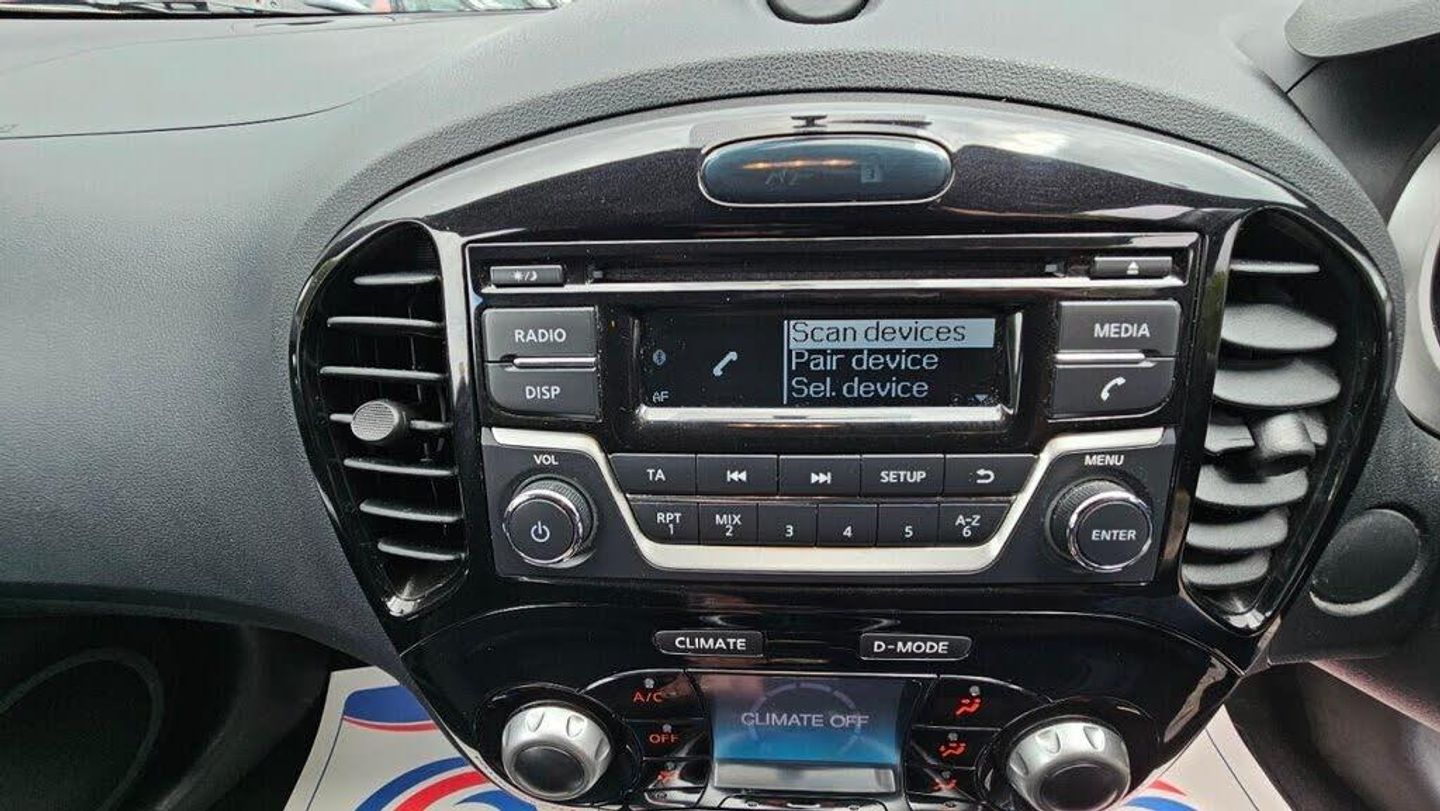 RADIO
DISP
Scan devices
Pair device
Sel. device
AF
MEDIA
VOL
TA
SETUP
MENU
RPT
1
MIX
2
3
4
5
A-Z
6
ENTER
CLIMATE
D-MODE
A/C
OFF
CLIMATE OFF